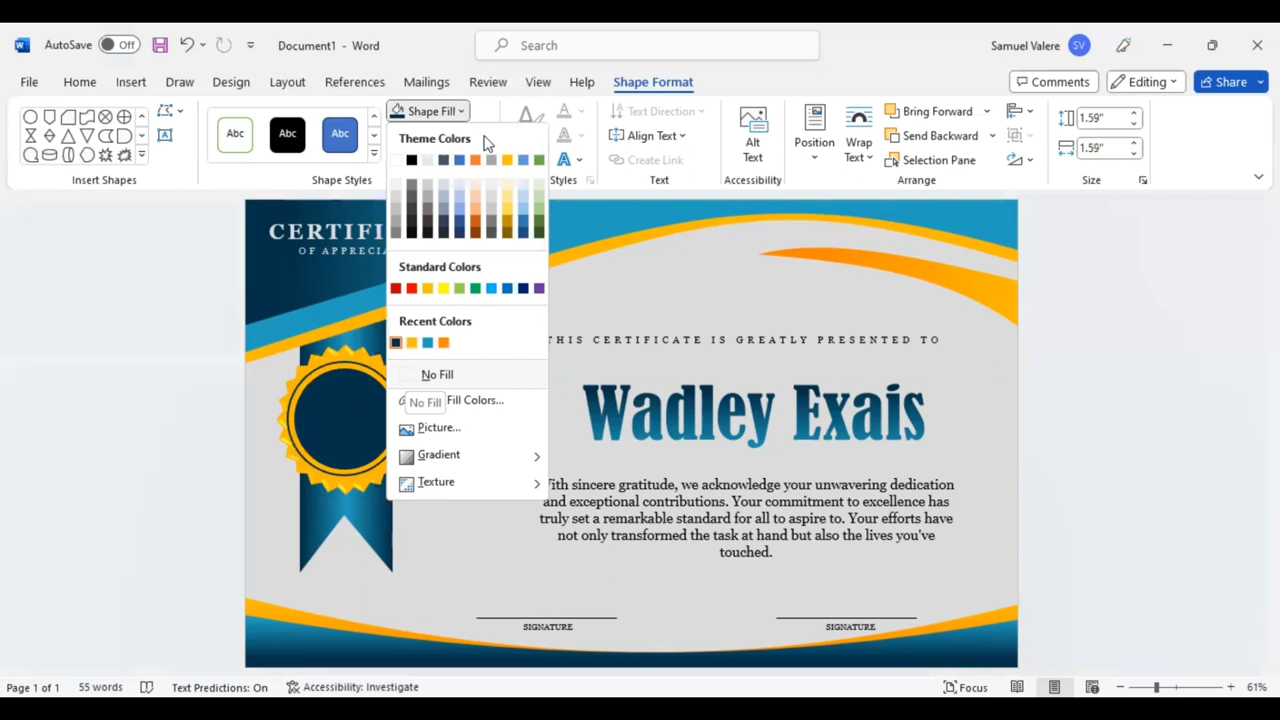 AutoSave Off Document1 - Word Search Samuel Valere SV
File Home Insert Draw Design Layout References Mailings Review View Help Shape Format Comments Editing Share
Abc Abc Abc
Shape Fill
Theme Colors
Standard Colors
Recent Colors
No Fill
No Fill
Fill Colors...
Picture...
Gradient
Texture
Insert Shapes
Shape Styles
Styles
Text Direction
Align Text
Create Link
Text
Alt
Text
Accessibility
Position
Wrap
Text
Bring Forward
Send Backward
Selection Pane
Arrange
1.59"
1.59"
Size
CERTIFI
OF APPRECIA
THIS CERTIFICATE IS GREATLY PRESENTED TO
Wadley Exais
With sincere gratitude, we acknowledge your unwavering dedication
and exceptional contributions. Your commitment to excellence has
truly set a remarkable standard for all to aspire to. Your efforts have
not only transformed the task at hand but also the lives you've
touched.
SIGNATURE
SIGNATURE
Page 1 of 1 55 words Text Predictions: On Accessibility: Investigate Focus 61%